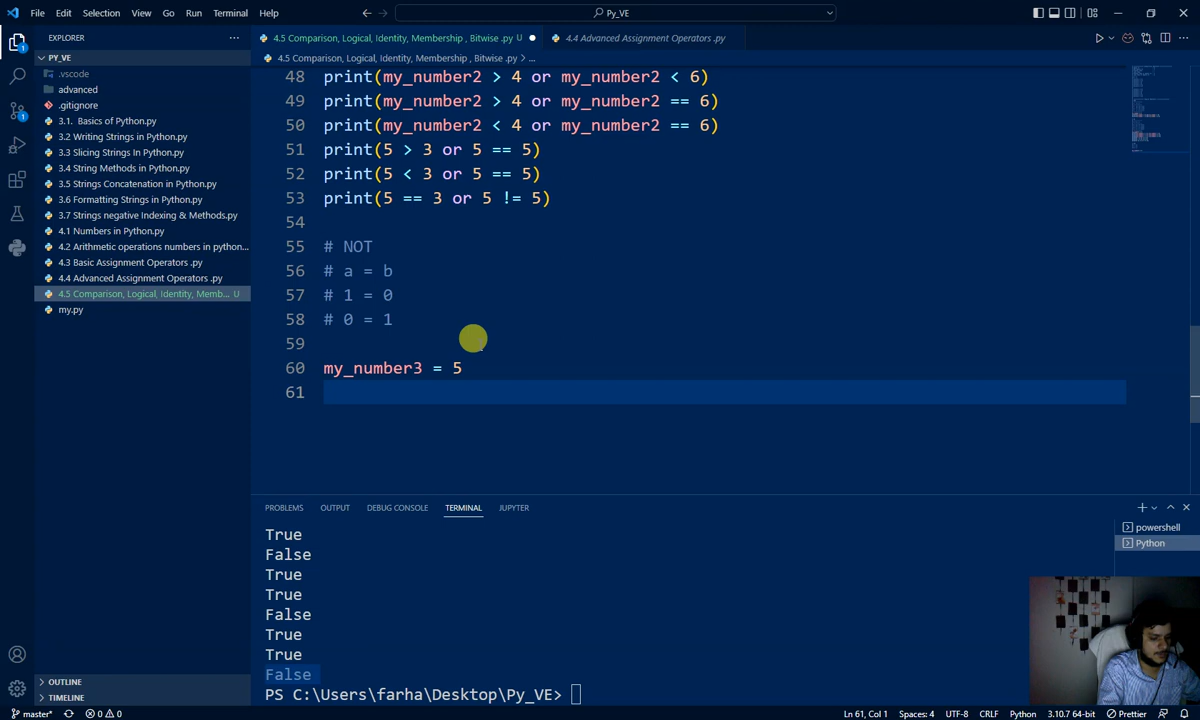 File Edit Selection View Go Run Terminal Help
Py_VE
EXPLORER
4.5 Comparison, Logical, Identity, Membership , Bitwise .py U
4.4 Advanced Assignment Operators .py
PY_VE
4.5 Comparison, Logical, Identity, Membership , Bitwise .py > ...
.vscode
advanced
.gitignore
3.1. Basics of Python.py
3.2 Writing Strings in Python.py
3.3 Slicing Strings In Python.py
3.4 String Methods in Python.py
3.5 Strings Concatenation in Python.py
3.6 Formatting Strings in Python.py
3.7 Strings negative Indexing & Methods.py
4.1 Numbers in Python.py
4.2 Arithmetic operations numbers in python...
4.3 Basic Assignment Operators .py
4.4 Advanced Assignment Operators .py
4.5 Comparison, Logical, Identity, Memb... U
my.py
48 print(my_number2 > 4 or my_number2 < 6)
49 print(my_number2 > 4 or my_number2 == 6)
50 print(my_number2 < 4 or my_number2 == 6)
51 print(5 > 3 or 5 == 5)
52 print(5 < 3 or 5 == 5)
53 print(5 == 3 or 5 != 5)
54
55 # NOT
56 # a = b
57 # 1 = 0
58 # 0 = 1
59
60 my_number3 = 5
61
PROBLEMS OUTPUT DEBUG CONSOLE TERMINAL JUPYTER
powershell
Python
True
False
True
True
False
True
True
False
PS C:\Users\farha\Desktop\Py_VE>
OUTLINE
TIMELINE
master* 0 0
Ln 61, Col 1 Spaces: 4 UTF-8 CRLF Python 3.10.7 64-bit Prettier
1
1